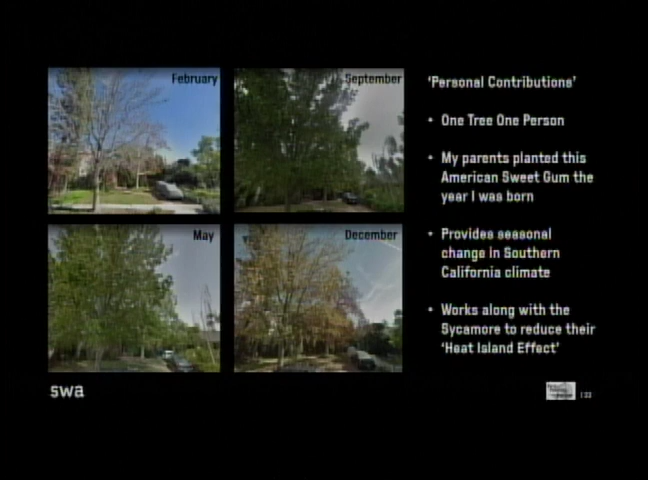 February
September
May
December
'Personal Contributions'
• One Tree One Person
• My parents planted this
American Sweet Gum the
year I was born
• Provides seasonal
change in Southern
California climate
• Works along with the
Sycamore to reduce their
'Heat Island Effect'
swa